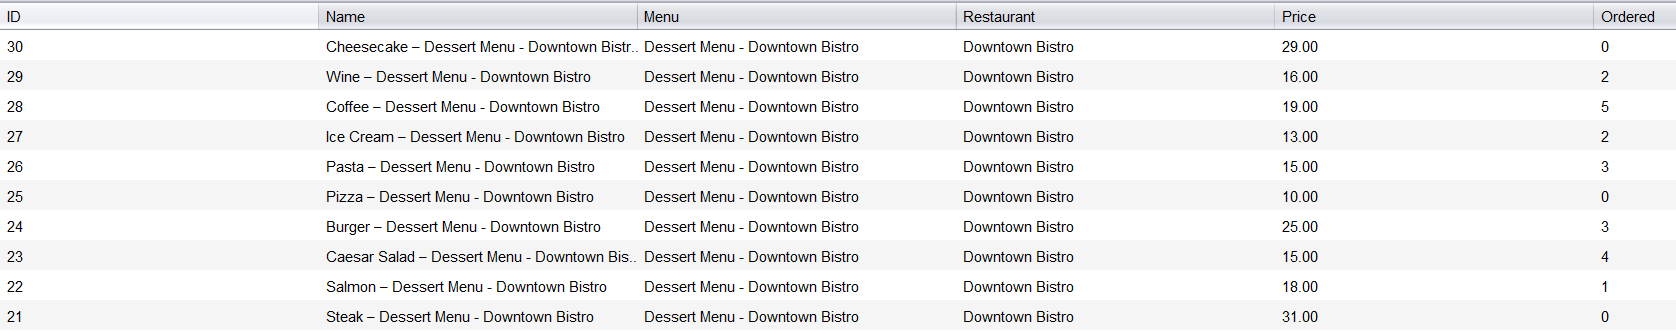 ID Name Menu Restaurant Price Ordered
30 Cheesecake – Dessert Menu - Downtown Bistr.. Dessert Menu - Downtown Bistro Downtown Bistro 29.00 0
29 Wine – Dessert Menu - Downtown Bistro Dessert Menu - Downtown Bistro Downtown Bistro 16.00 2
28 Coffee – Dessert Menu - Downtown Bistro Dessert Menu - Downtown Bistro Downtown Bistro 19.00 5
27 Ice Cream – Dessert Menu - Downtown Bistro Dessert Menu - Downtown Bistro Downtown Bistro 13.00 2
26 Pasta – Dessert Menu - Downtown Bistro Dessert Menu - Downtown Bistro Downtown Bistro 15.00 3
25 Pizza – Dessert Menu - Downtown Bistro Dessert Menu - Downtown Bistro Downtown Bistro 10.00 0
24 Burger – Dessert Menu - Downtown Bistro Dessert Menu - Downtown Bistro Downtown Bistro 25.00 3
23 Caesar Salad – Dessert Menu - Downtown Bis.. Dessert Menu - Downtown Bistro Downtown Bistro 15.00 4
22 Salmon – Dessert Menu - Downtown Bistro Dessert Menu - Downtown Bistro Downtown Bistro 18.00 1
21 Steak – Dessert Menu - Downtown Bistro Dessert Menu - Downtown Bistro Downtown Bistro 31.00 0